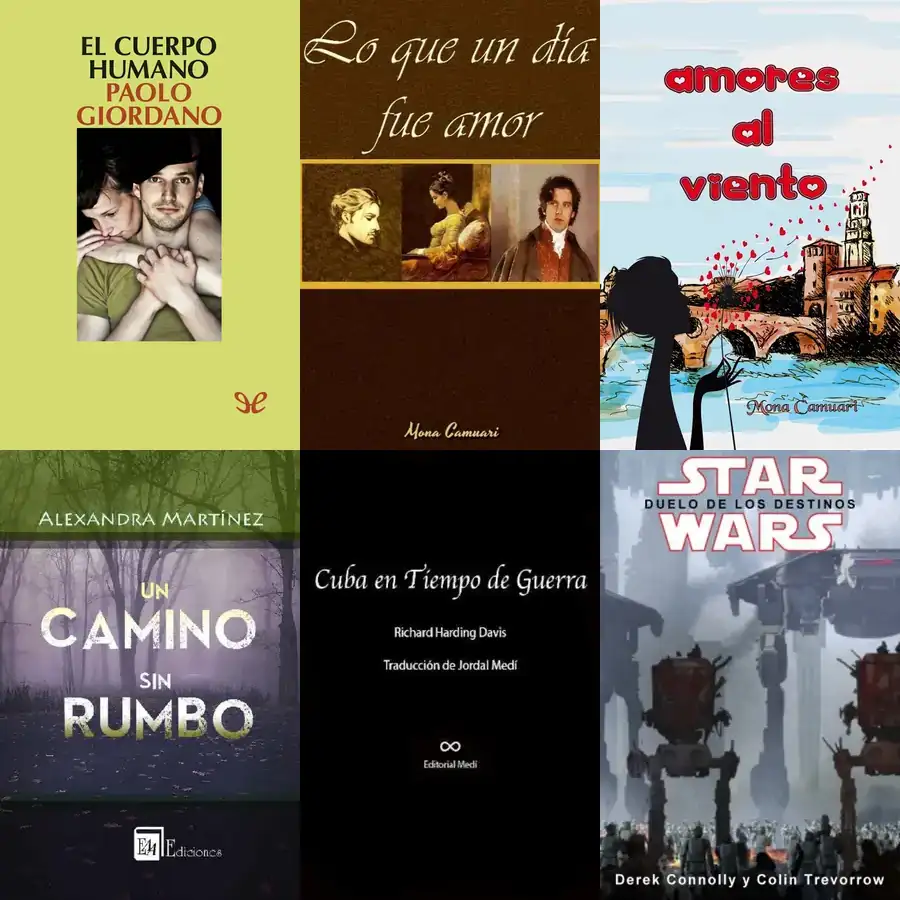 EL CUERPO
HUMANO
PAOLO
GIORDANO
Lo que un día
fue amor
Mona Camuari
amores
al
viento
Mona Camuari
ALEXANDRA MARTÍNEZ
UN
CAMINO
SIN
RUMBO
EM Ediciones
Cuba en Tiempo de Guerra
Richard Harding Davis
Traducción de Jordal Medí
Editorial Medí
STAR
DUELO DE LOS DESTINOS
WARS
Derek Connolly y Colin Trevorrow